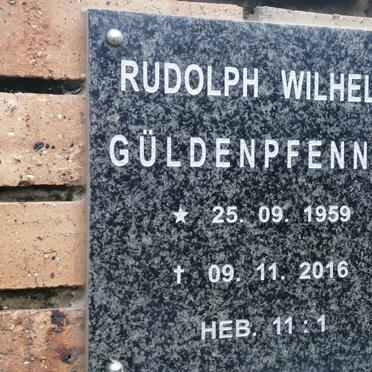 RUDOLPH WILHEL
GÜLDENPFENN
★ 25. 09. 1959
† 09. 11. 2016
HEB. 11 : 1